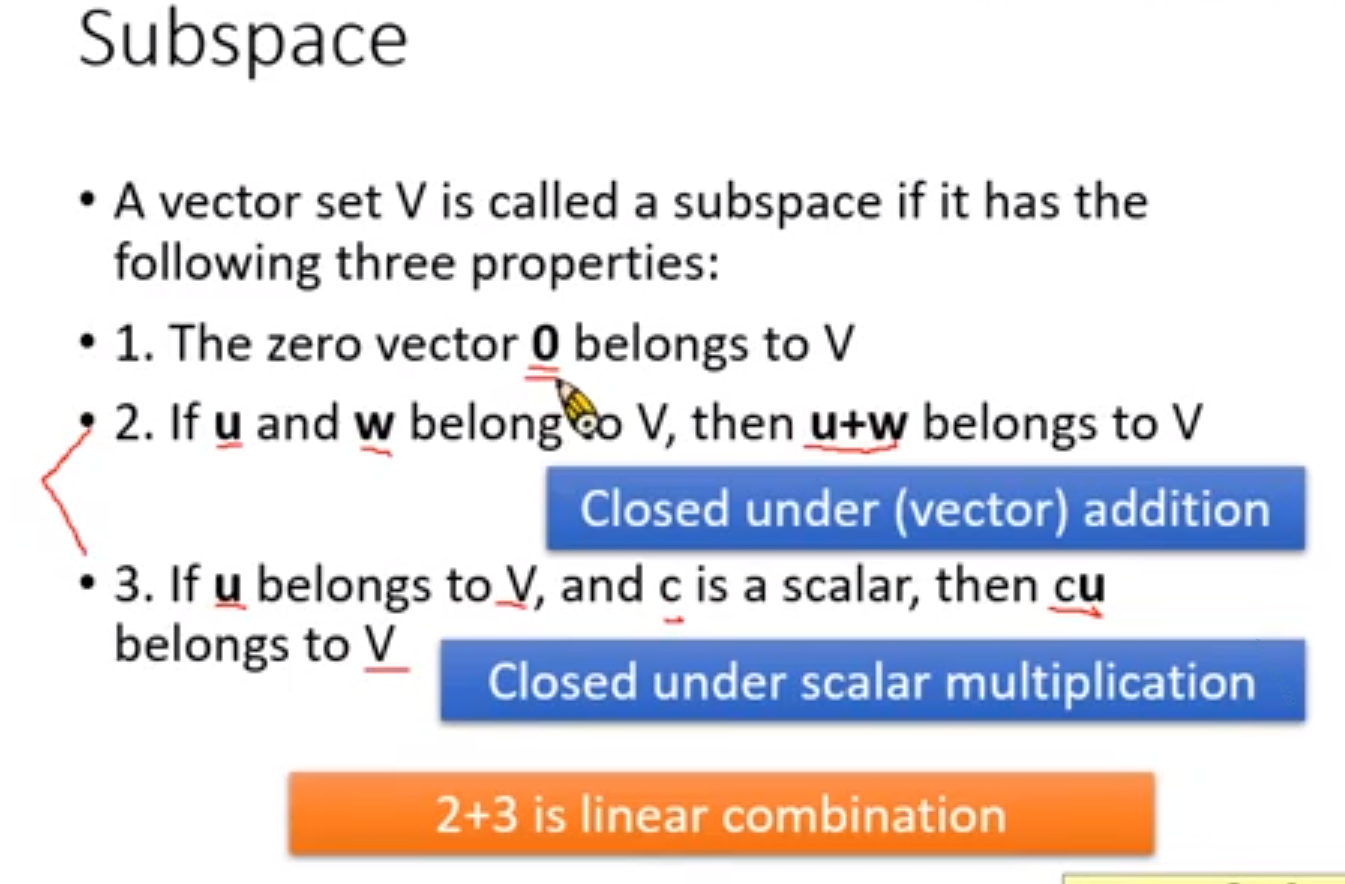 Subspace
• A vector set V is called a subspace if it has the
following three properties:
• 1. The zero vector 0 belongs to V
• 2. If u and w belong to V, then u+w belongs to V
Closed under (vector) addition
• 3. If u belongs to V, and c is a scalar, then cu
belongs to V
Closed under scalar multiplication
2+3 is linear combination